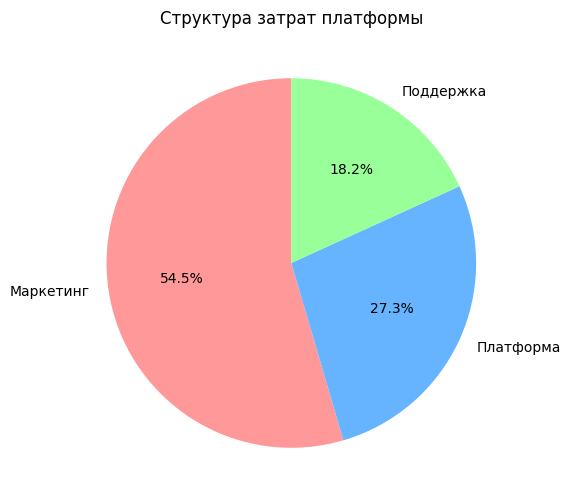 Структура затрат платформы
Поддержка
18.2%
54.5%
Маркетинг
27.3%
Платформа